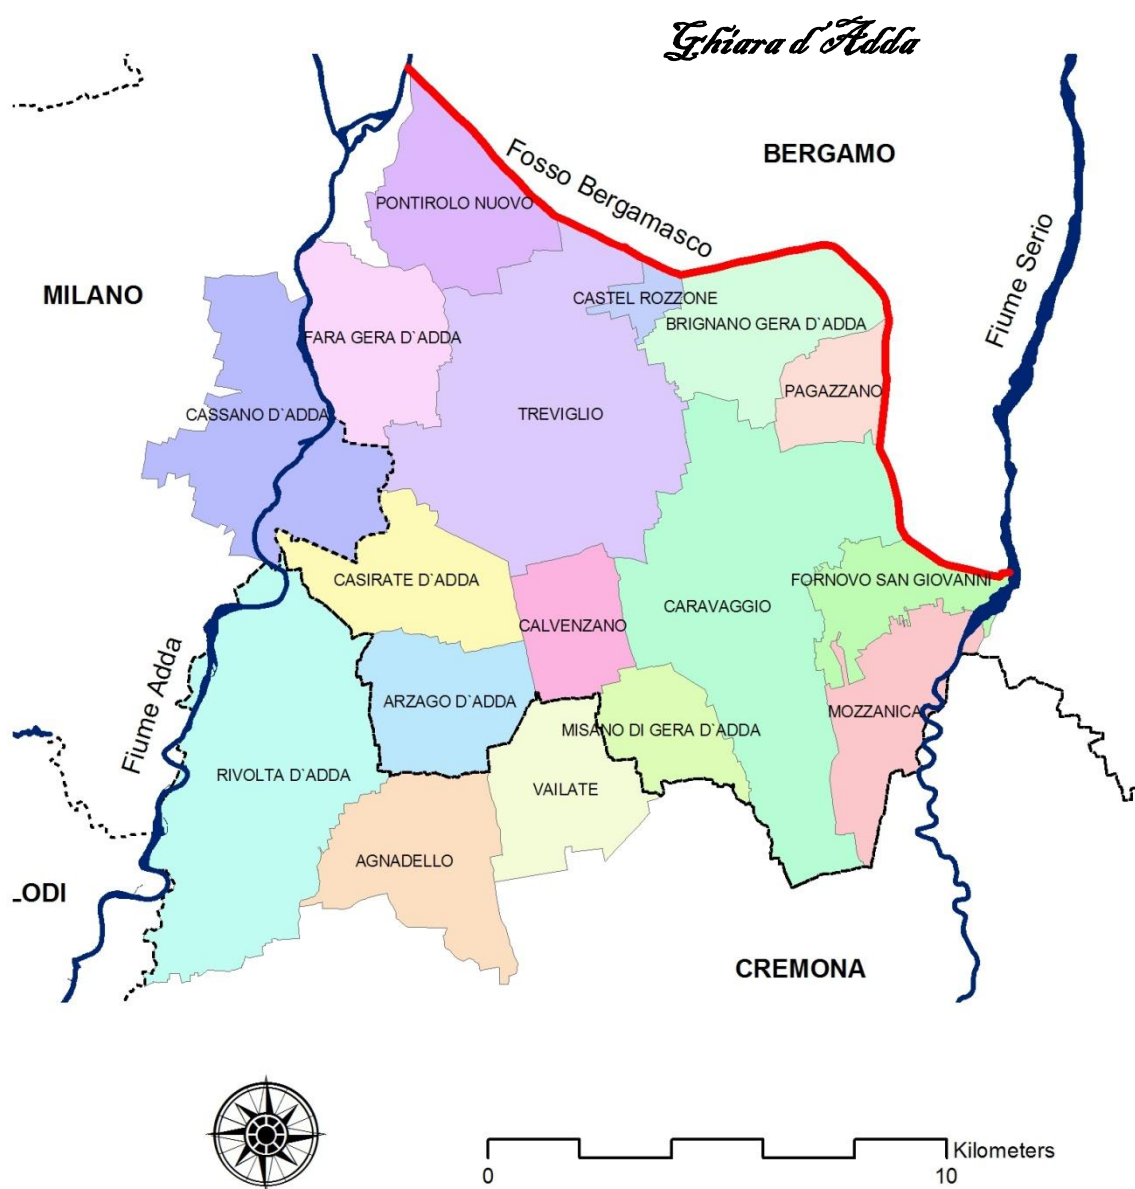 Ghiara d'Adda
BERGAMO
Fosso Bergamasco
PONTIROLO NUOVO
Fiume Serio
MILANO
CASTEL ROZZONE
BRIGNANO GERA D`ADDA
FARA GERA D`ADDA
PAGAZZANO
CASSANO D`ADDA
TREVIGLIO
CASIRATE D`ADDA
FORNOVO SAN GIOVANNI
CARAVAGGIO
CALVENZANO
Fiume Adda
ARZAGO D`ADDA
MOZZANICA
MISANO DI GERA D`ADDA
RIVOLTA D`ADDA
VAILATE
AGNADELLO
LODI
CREMONA
Kilometers
0 10